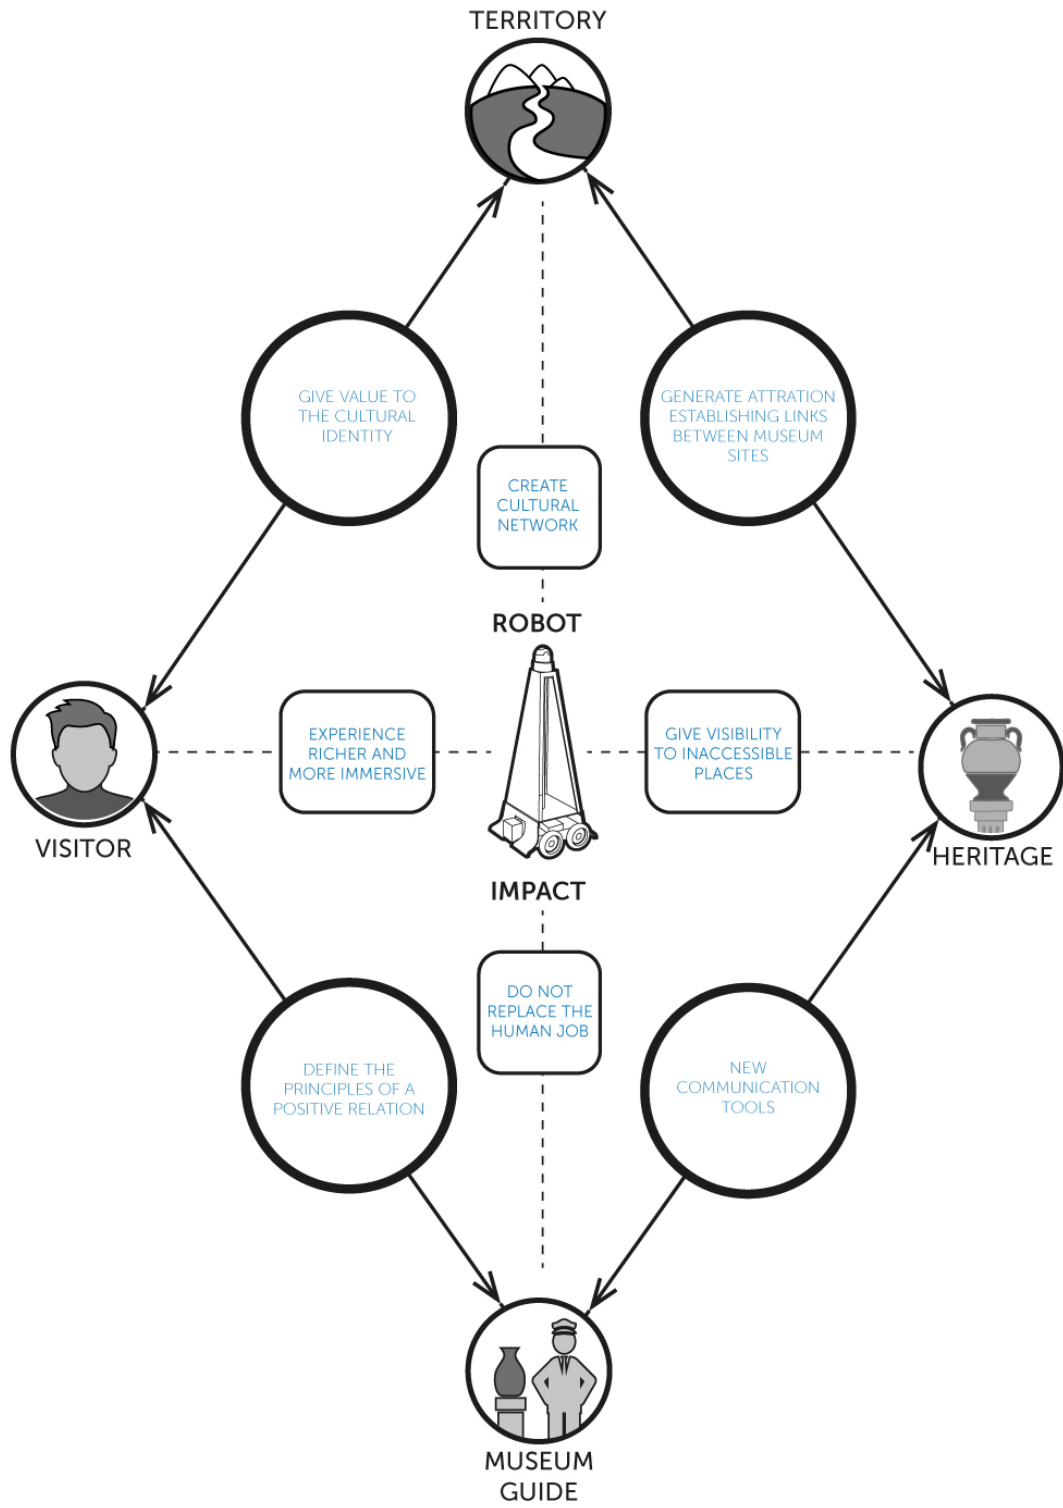 TERRITORY
GIVE VALUE TO
THE CULTURAL
IDENTITY
GENERATE ATTRATION
ESTABLISHING LINKS
BETWEEN MUSEUM
SITES
CREATE
CULTURAL
NETWORK
ROBOT
EXPERIENCE
RICHER AND
MORE IMMERSIVE
GIVE VISIBILITY
TO INACCESSIBLE
PLACES
VISITOR
HERITAGE
IMPACT
DO NOT
REPLACE THE
HUMAN JOB
DEFINE THE
PRINCIPLES OF A
POSITIVE RELATION
NEW
COMMUNICATION
TOOLS
MUSEUM
GUIDE